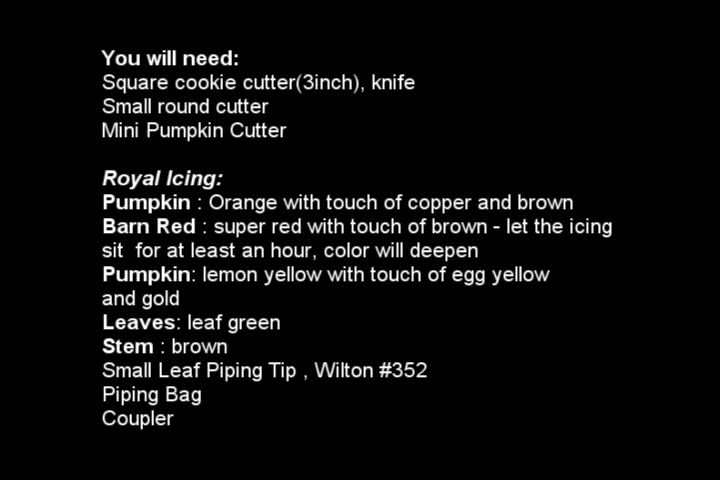 You will need:
Square cookie cutter(3inch), knife
Small round cutter
Mini Pumpkin Cutter
Royal Icing:
Pumpkin : Orange with touch of copper and brown
Barn Red : super red with touch of brown - let the icing
sit  for at least an hour, color will deepen
Pumpkin: lemon yellow with touch of egg yellow
and gold
Leaves: leaf green
Stem : brown
Small Leaf Piping Tip , Wilton #352
Piping Bag
Coupler